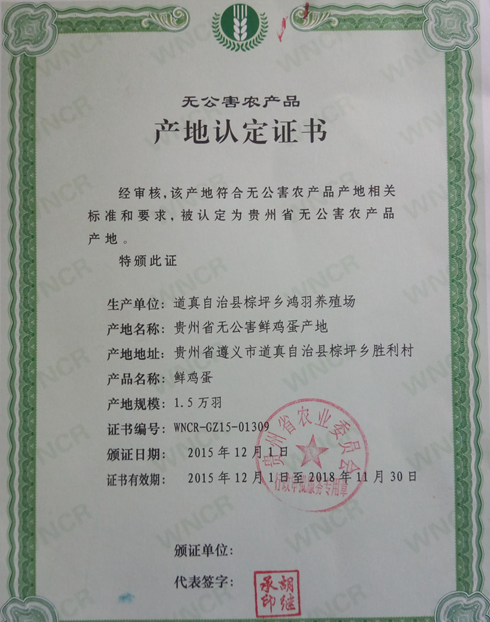 无公害农产品
产地认定证书
经审核,该产地符合无公害农产品产地相关
标准和要求,被认定为贵州省无公害农产品
产地。
特颁此证
生产单位: 道真自治县棕坪乡鸿羽养殖场
产地名称: 贵州省无公害鲜鸡蛋产地
产地地址: 贵州省遵义市道真自治县棕坪乡胜利村
产品名称: 鲜鸡蛋
产地规模: 1.5万羽
证书编号: WNCR-GZ15-01309
颁证日期: 2015年12月1日
证书有效期: 2015年12月1日至2018年11月30日
贵州省农业委员会
颁证单位:
代表签字:
胡继
承印
WNCR